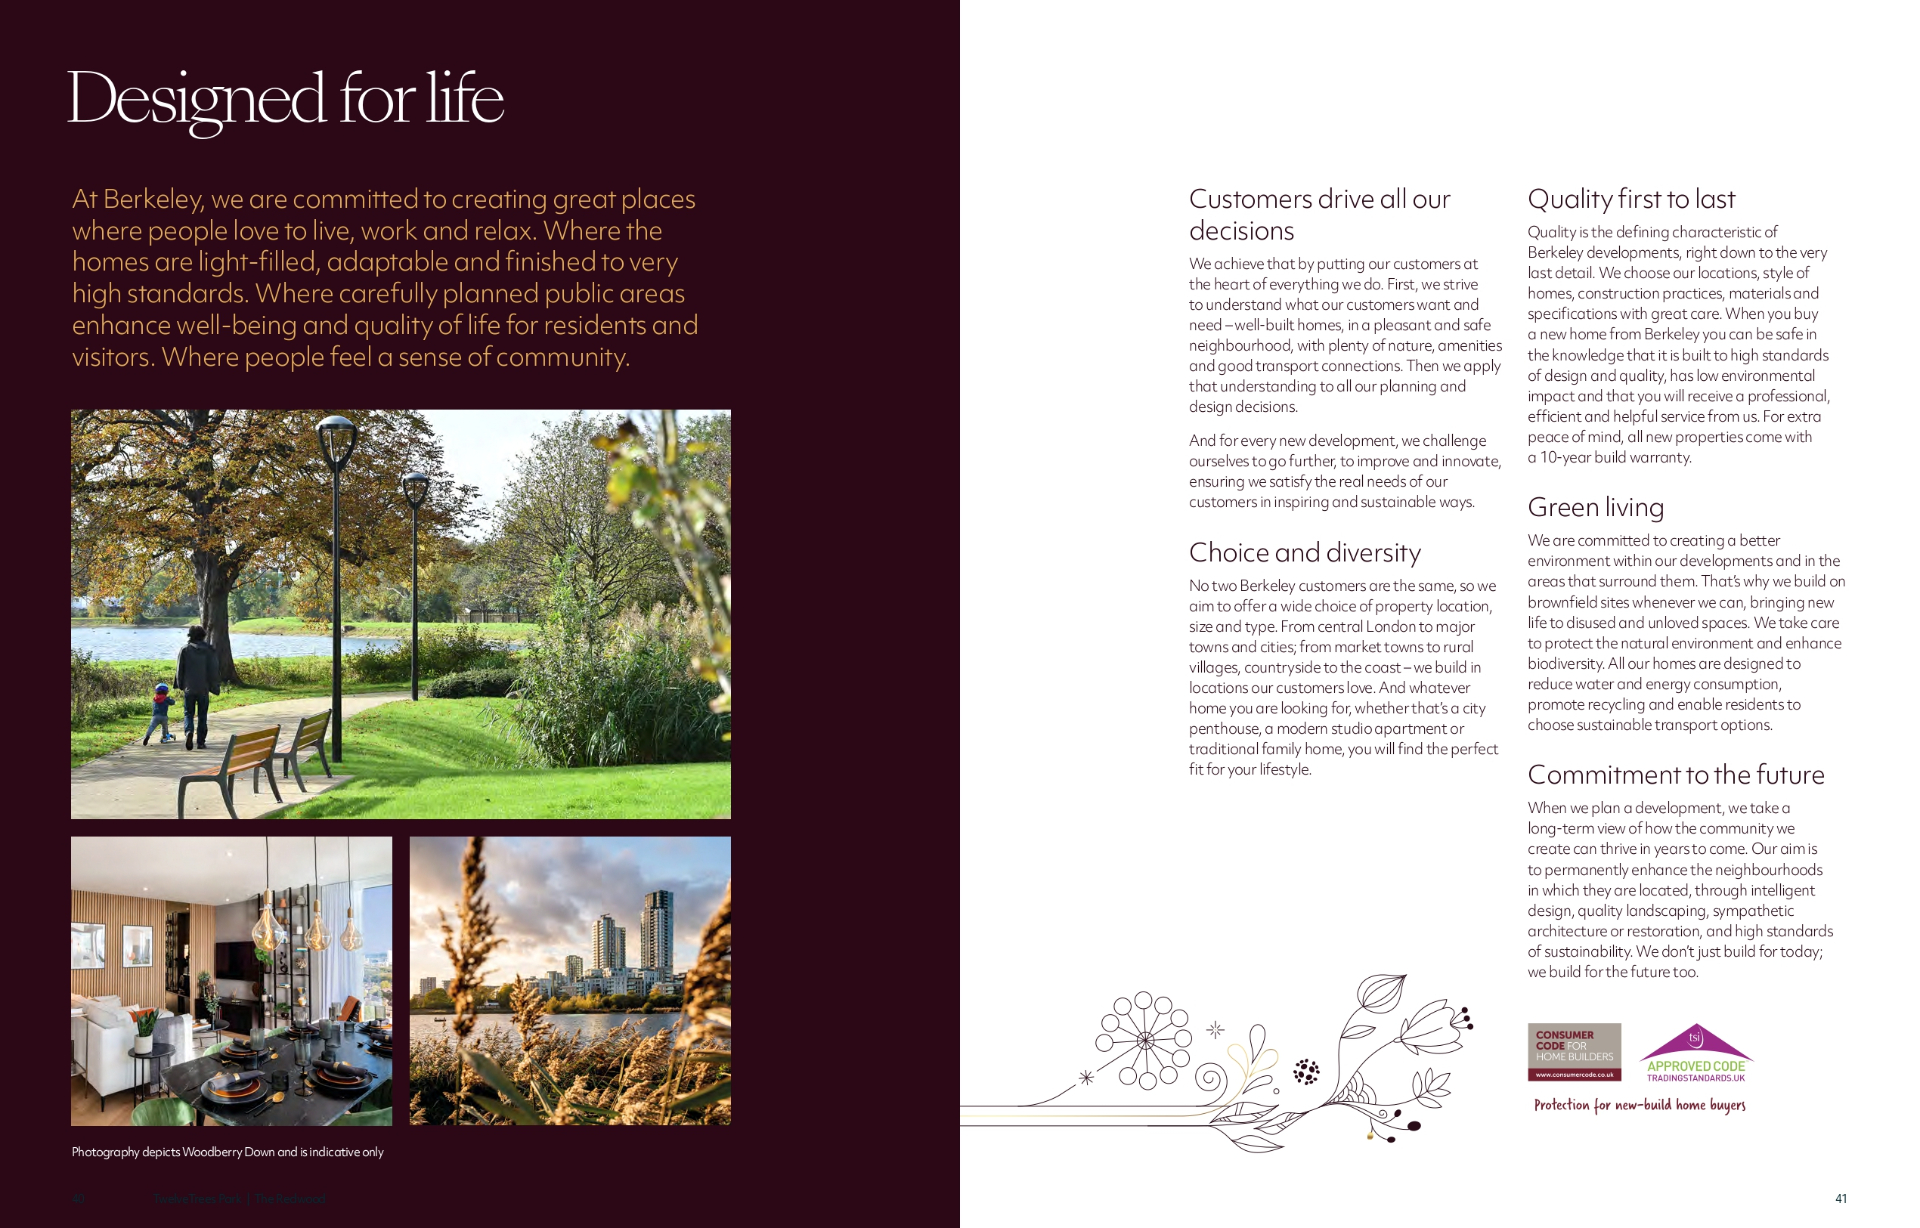 Designed for life
At Berkeley, we are committed to creating great places
where people love to live, work and relax. Where the
homes are light-filled, adaptable and finished to very
high standards. Where carefully planned public areas
enhance well-being and quality of life for residents and
visitors. Where people feel a sense of community.
Photography depicts Woodberry Down and is indicative only
40 Twelve Trees Park | The Redwood
Customers drive all our
decisions
We achieve that by putting our customers at
the heart of everything we do. First, we strive
to understand what our customers want and
need – well-built homes, in a pleasant and safe
neighbourhood, with plenty of nature, amenities
and good transport connections. Then we apply
that understanding to all our planning and
design decisions.
And for every new development, we challenge
ourselves to go further, to improve and innovate,
ensuring we satisfy the real needs of our
customers in inspiring and sustainable ways.
Choice and diversity
No two Berkeley customers are the same, so we
aim to offer a wide choice of property location,
size and type. From central London to major
towns and cities; from market towns to rural
villages, countryside to the coast – we build in
locations our customers love. And whatever
home you are looking for, whether that's a city
penthouse, a modern studio apartment or
traditional family home, you will find the perfect
fit for your lifestyle.
Quality first to last
Quality is the defining characteristic of
Berkeley developments, right down to the very
last detail. We choose our locations, style of
homes, construction practices, materials and
specifications with great care. When you buy
a new home from Berkeley you can be safe in
the knowledge that it is built to high standards
of design and quality, has low environmental
impact and that you will receive a professional,
efficient and helpful service from us. For extra
peace of mind, all new properties come with
a 10-year build warranty.
Green living
We are committed to creating a better
environment within our developments and in the
areas that surround them. That's why we build on
brownfield sites whenever we can, bringing new
life to disused and unloved spaces. We take care
to protect the natural environment and enhance
biodiversity. All our homes are designed to
reduce water and energy consumption,
promote recycling and enable residents to
choose sustainable transport options.
Commitment to the future
When we plan a development, we take a
long-term view of how the community we
create can thrive in years to come. Our aim is
to permanently enhance the neighbourhoods
in which they are located, through intelligent
design, quality landscaping, sympathetic
architecture or restoration, and high standards
of sustainability. We don't just build for today;
we build for the future too.
CONSUMER
CODE FOR
HOME BUILDERS
www.consumercode.co.uk
tsi
APPROVED CODE
TRADINGSTANDARDS.UK
Protection for new-build home buyers
41